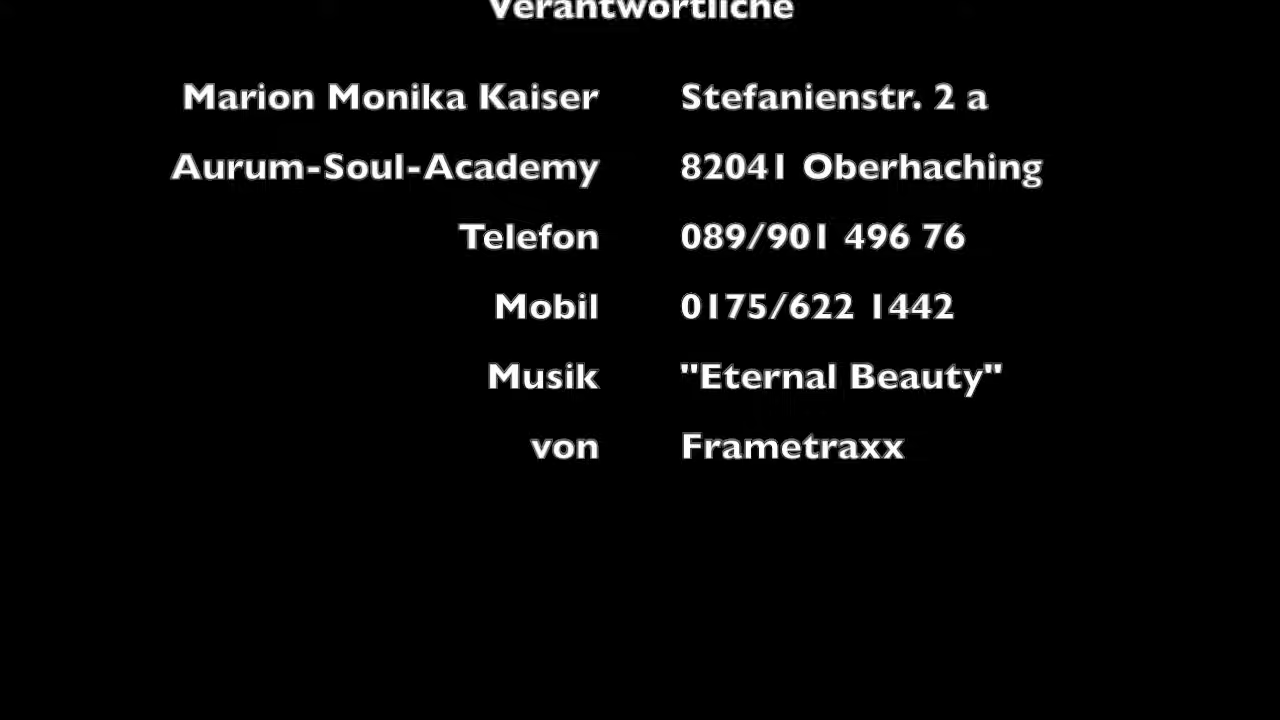 Verantwortliche
Marion Monika Kaiser Stefanienstr. 2 a
Aurum-Soul-Academy 82041 Oberhaching
Telefon 089/901 496 76
Mobil 0175/622 1442
Musik "Eternal Beauty"
von Frametraxx